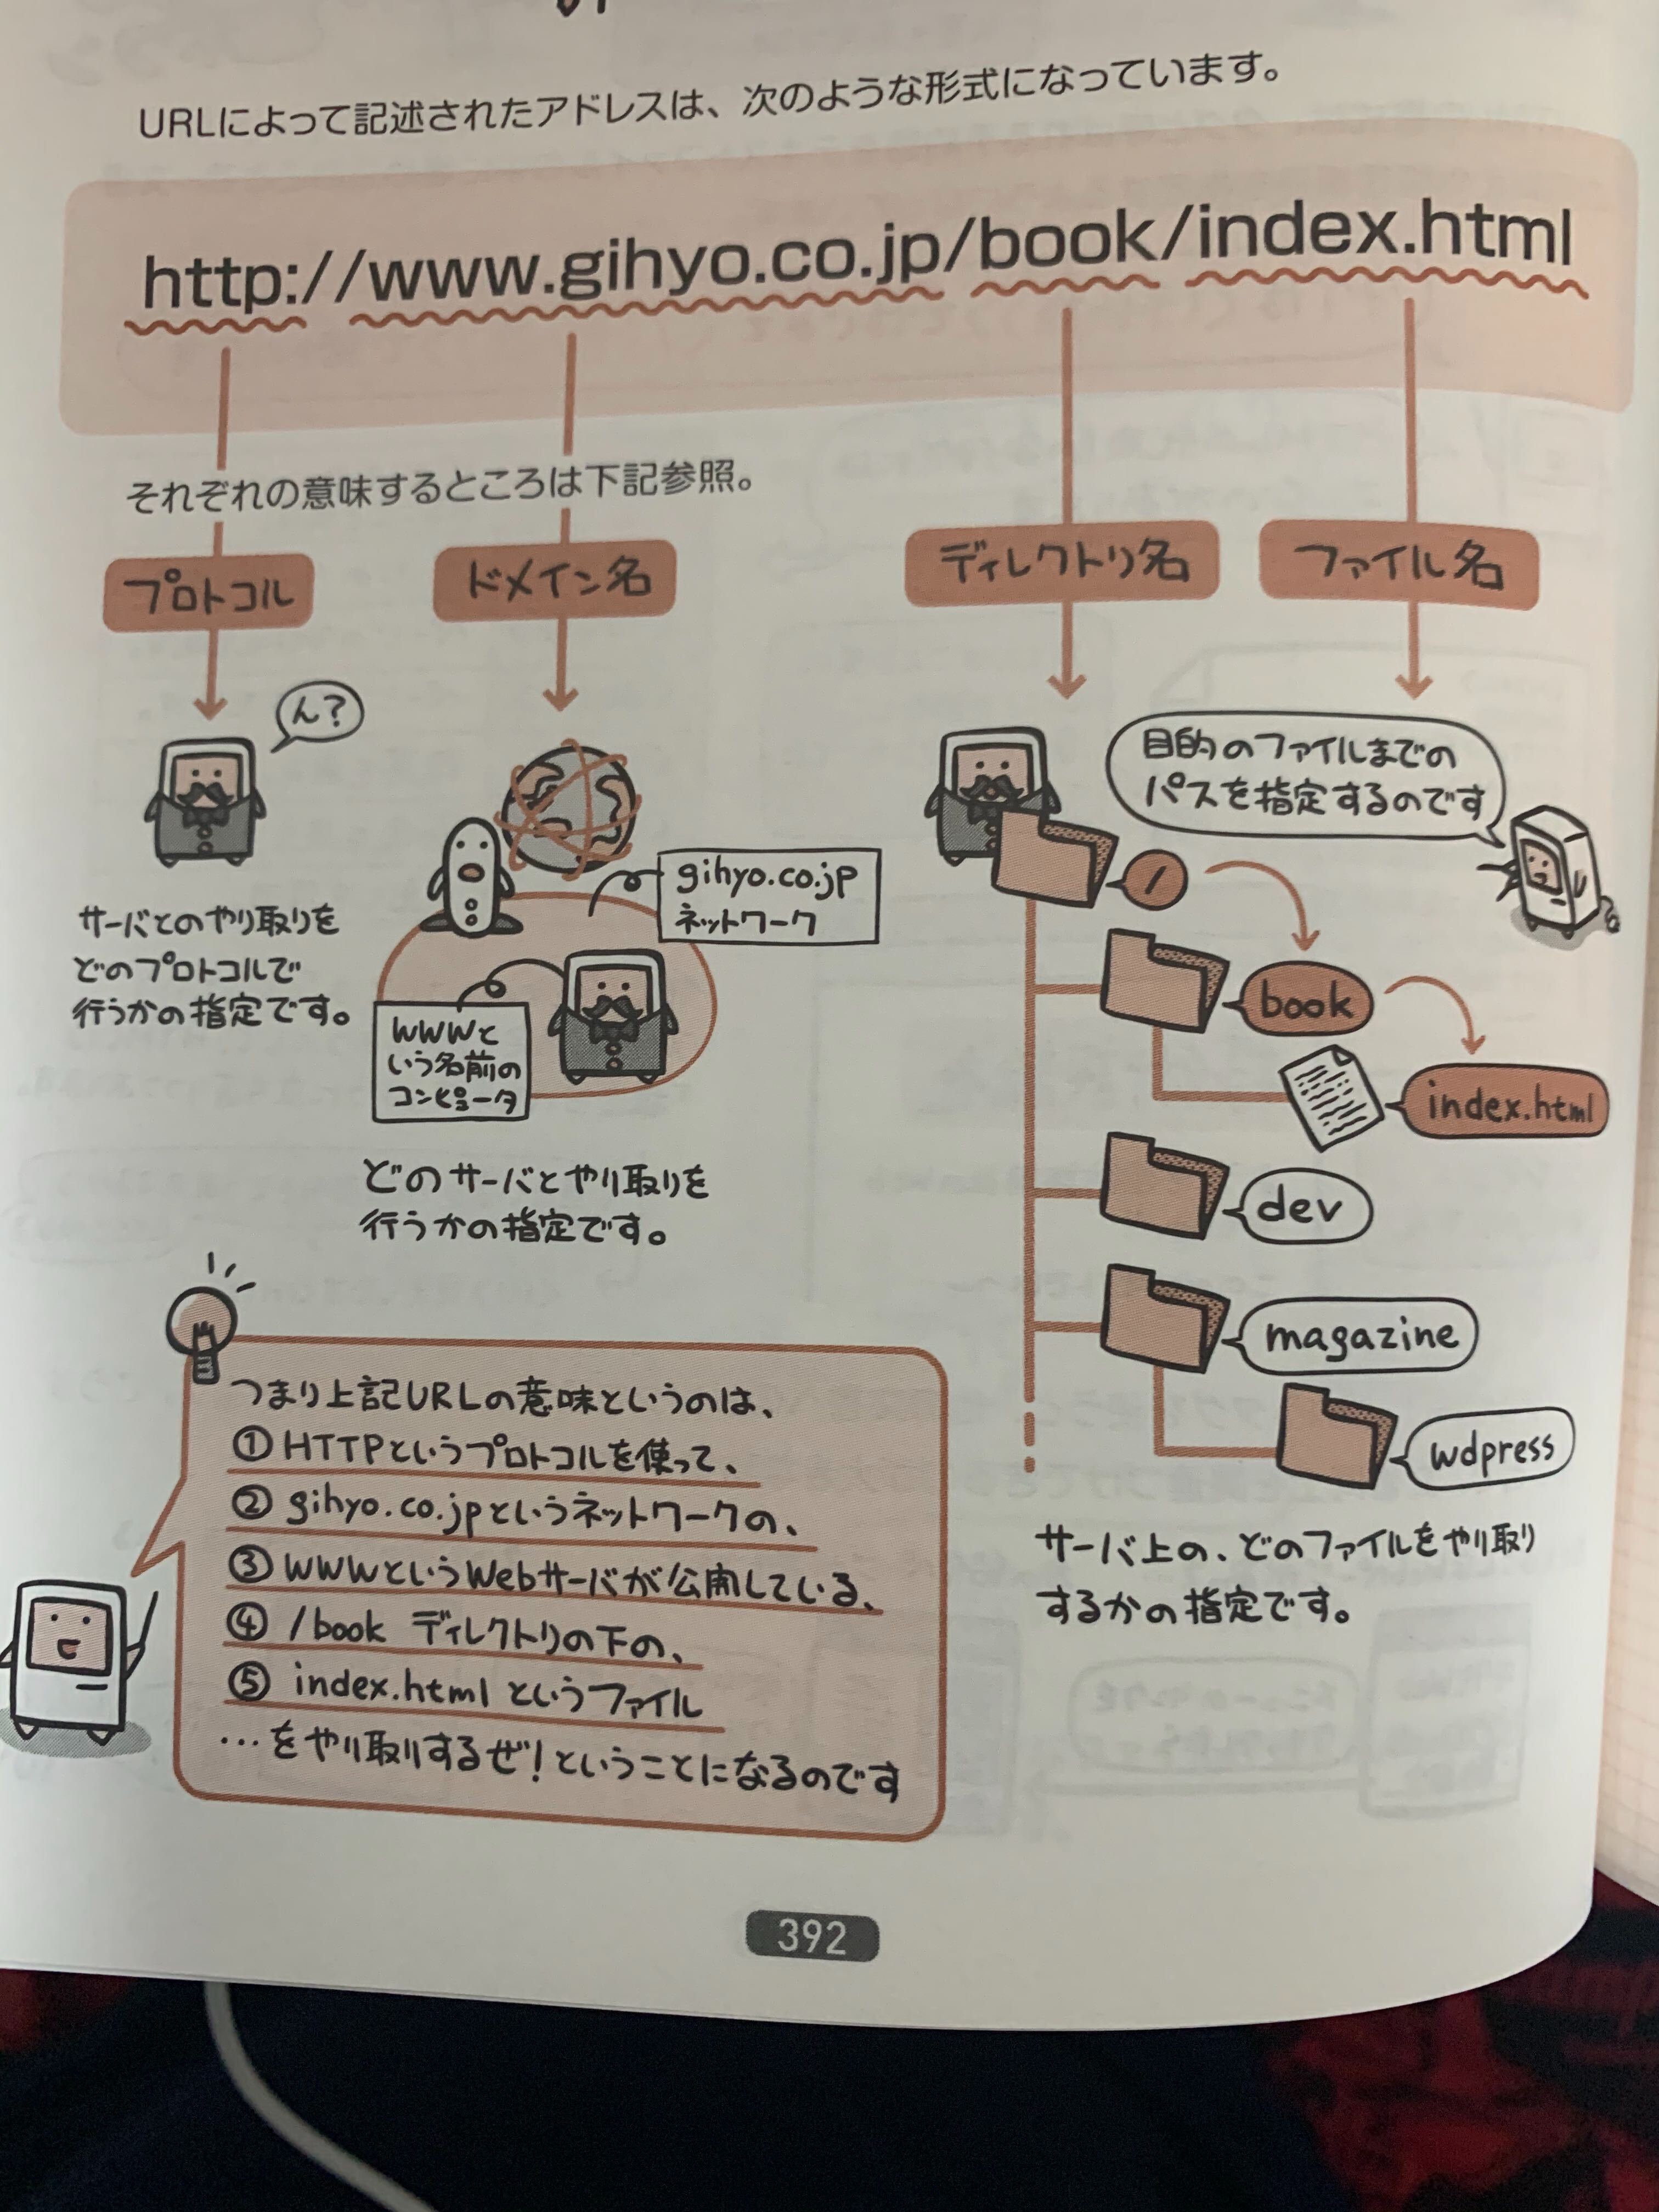 URLによって記述されたアドレスは、次のような形式になっています。
http://www.gihyo.co.jp/book/index.html
それぞれの意味するところは下記参照。
プロトコル
ドメイン名
ディレクトリ名
ファイル名
ん?
サーバとのやり取りを
どのプロトコルで
行うかの指定です。
gihyo.co.jp
ネットワーク
wwwと
いう名前の
コンピュータ
どのサーバとやり取りを
行うかの指定です。
目的のファイルまでの
パスを指定するのです
/
book
index.html
dev
magazine
wdpress
サーバ上の、どのファイルをやり取り
するかの指定です。
つまり上記URLの意味というのは、
① HTTPというプロトコルを使って、
② gihyo.co.jpというネットワークの、
③ wwwというWebサーバが公開している、
④ /book ディレクトリの下の、
⑤ index.html というファイル
…をやり取りするぜ!ということになるのです
392